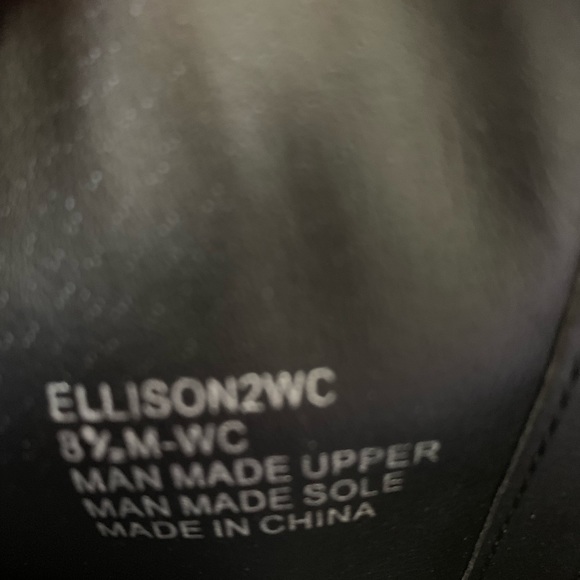 ELLISON2WC
8½M-WC
MAN MADE UPPER
MAN MADE SOLE
MADE IN CHINA